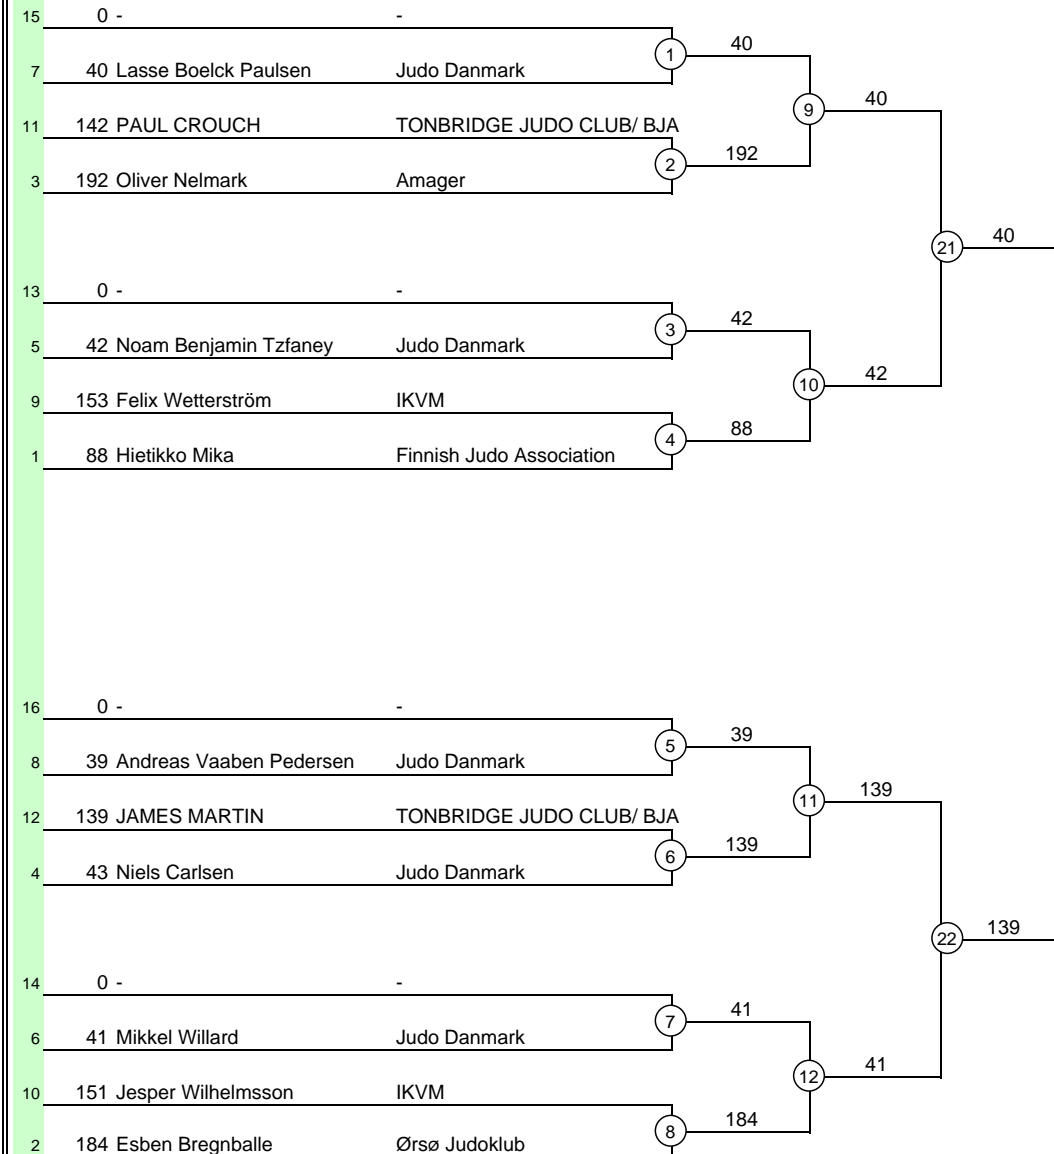 15 0 - -
1 40
7 40 Lasse Boelck Paulsen Judo Danmark
9 40
11 142 PAUL CROUCH TONBRIDGE JUDO CLUB/ BJA
2 192
3 192 Oliver Nelmark Amager
21 40
13 0 - -
3 42
5 42 Noam Benjamin Tzfaney Judo Danmark
10 42
9 153 Felix Wetterström IKVM
4 88
1 88 Hietikko Mika Finnish Judo Association
16 0 - -
5 39
8 39 Andreas Vaaben Pedersen Judo Danmark
11 139
12 139 JAMES MARTIN TONBRIDGE JUDO CLUB/ BJA
6 139
4 43 Niels Carlsen Judo Danmark
22 139
14 0 - -
7 41
6 41 Mikkel Willard Judo Danmark
12 41
10 151 Jesper Wilhelmsson IKVM
8 184
2 184 Esben Bregnballe Ørsø Judoklub